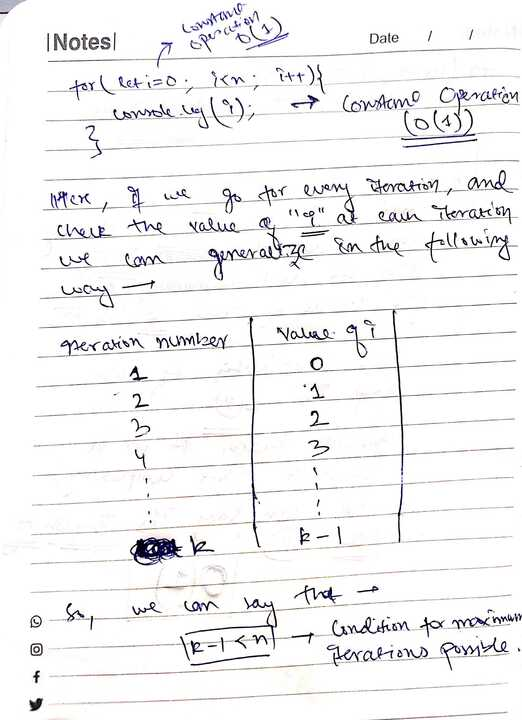 |Notes|
Constant operation O(1)
Date / /
for( let i=0; i<n; i++){
console.log(i); → Constant Operation
(O(1))
}
Here, if we go for every iteration, and
check the value of "i" at each iteration
we can generalize in the following
way →
Iteration number Value of i
1 0
2 1
3 2
4 3
k k-1
So, we can say that →
k-1<n → Condition for maximum
iterations possible.